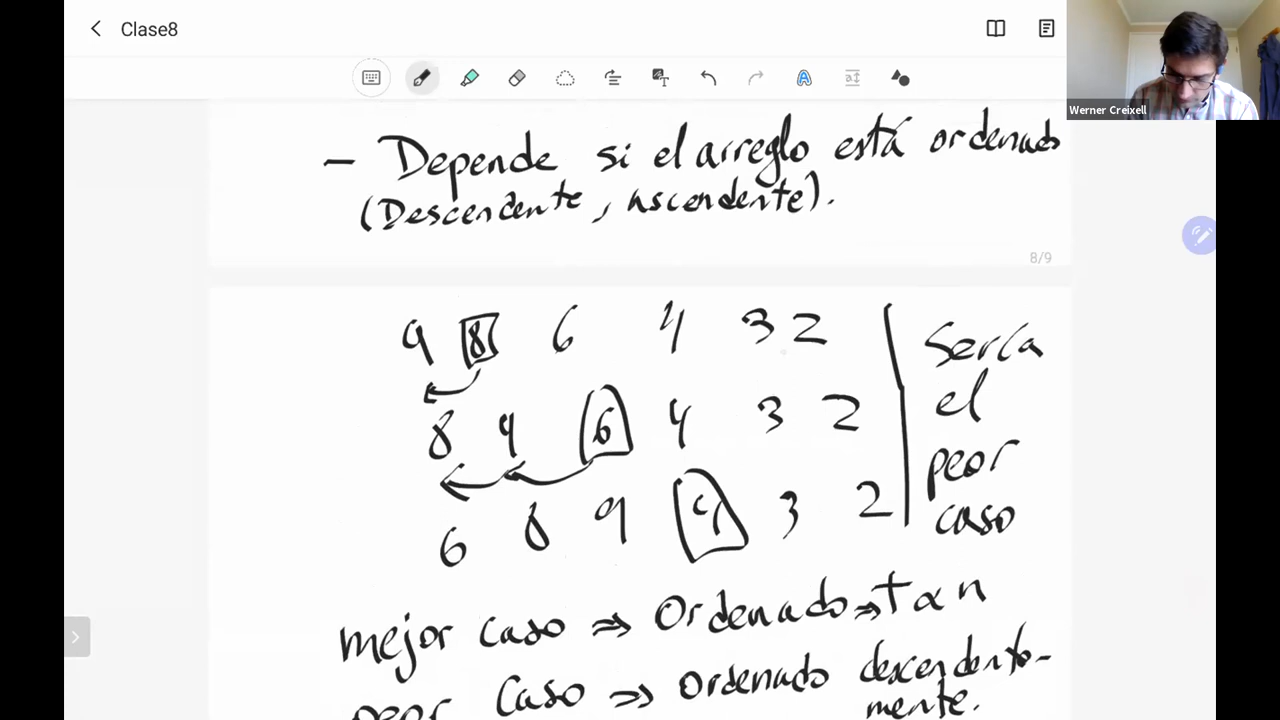 Clase8
Werner Creixell
- Depende si el arreglo está ordenado
(Descendente, ascendente).
8/9
9 8 6 4 3 2
8 9 6 4 3 2
6 8 9 4 3 2
Sería
el
peor
caso
mejor caso => Ordenado => tan
peor caso => ordenado descendente-
mente.